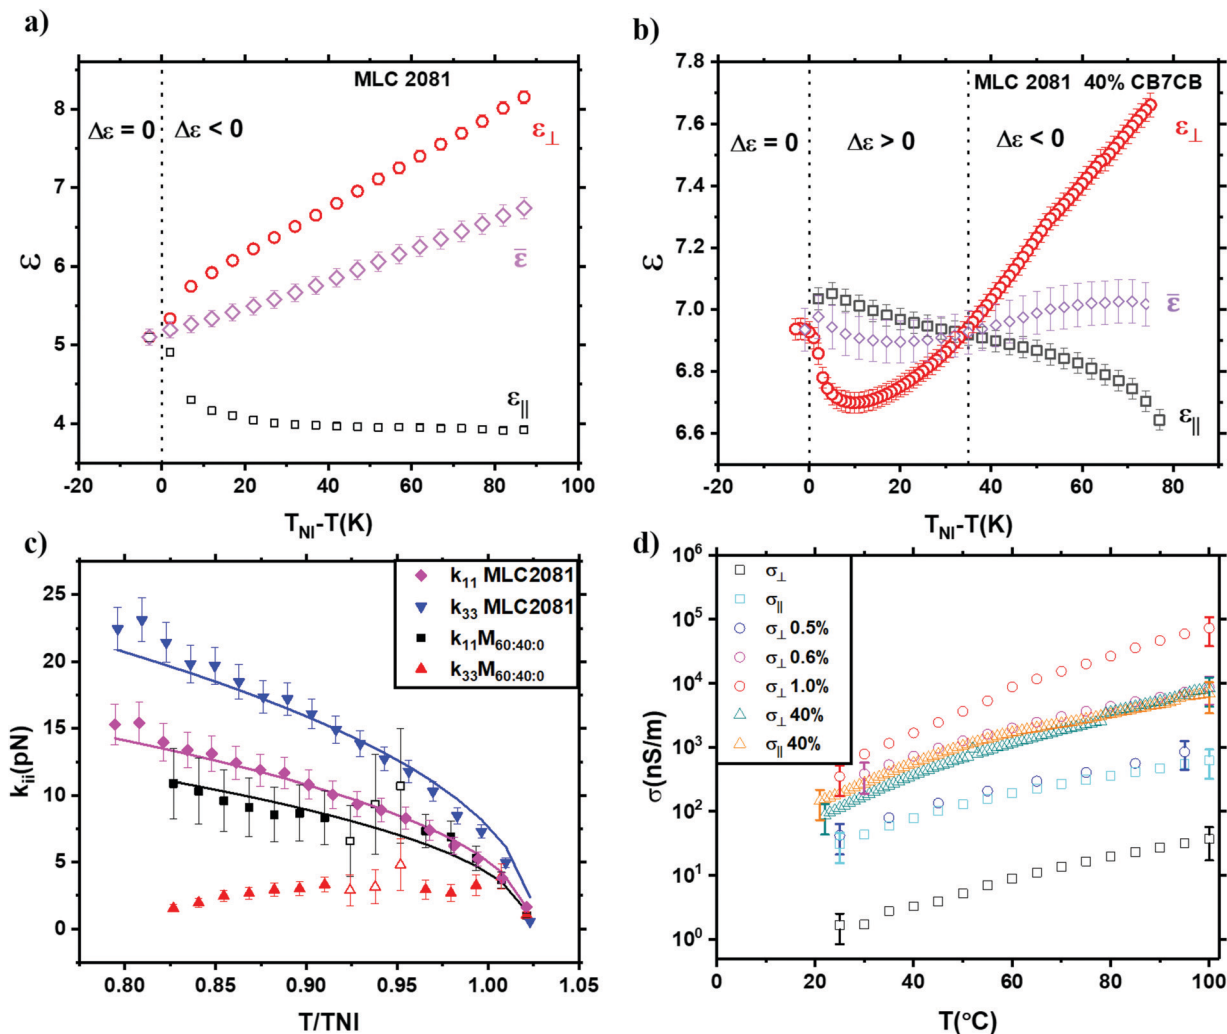 a)
MLC 2081
Δε = 0
Δε < 0
ε⊥
ε̄
ε||
ε
8
7
6
5
4
-20
0
20
40
60
80
100
T_NI-T(K)
b)
MLC 2081 40% CB7CB
Δε = 0
Δε > 0
Δε < 0
ε⊥
ε̄
ε||
ε
7.8
7.6
7.4
7.2
7.0
6.8
6.6
-20
0
20
40
60
80
T_NI-T(K)
c)
k₁₁ MLC2081
k₃₃ MLC2081
k₁₁M₆₀:₄₀:₀
k₃₃M₆₀:₄₀:₀
k_ii(pN)
25
20
15
10
5
0
0.80
0.85
0.90
0.95
1.00
1.05
T/TNI
d)
σ⊥
σ||
σ⊥ 0.5%
σ⊥ 0.6%
σ⊥ 1.0%
σ⊥ 40%
σ|| 40%
σ(nS/m)
10⁶
10⁵
10⁴
10³
10²
10¹
10⁰
0
20
40
60
80
100
T(°C)